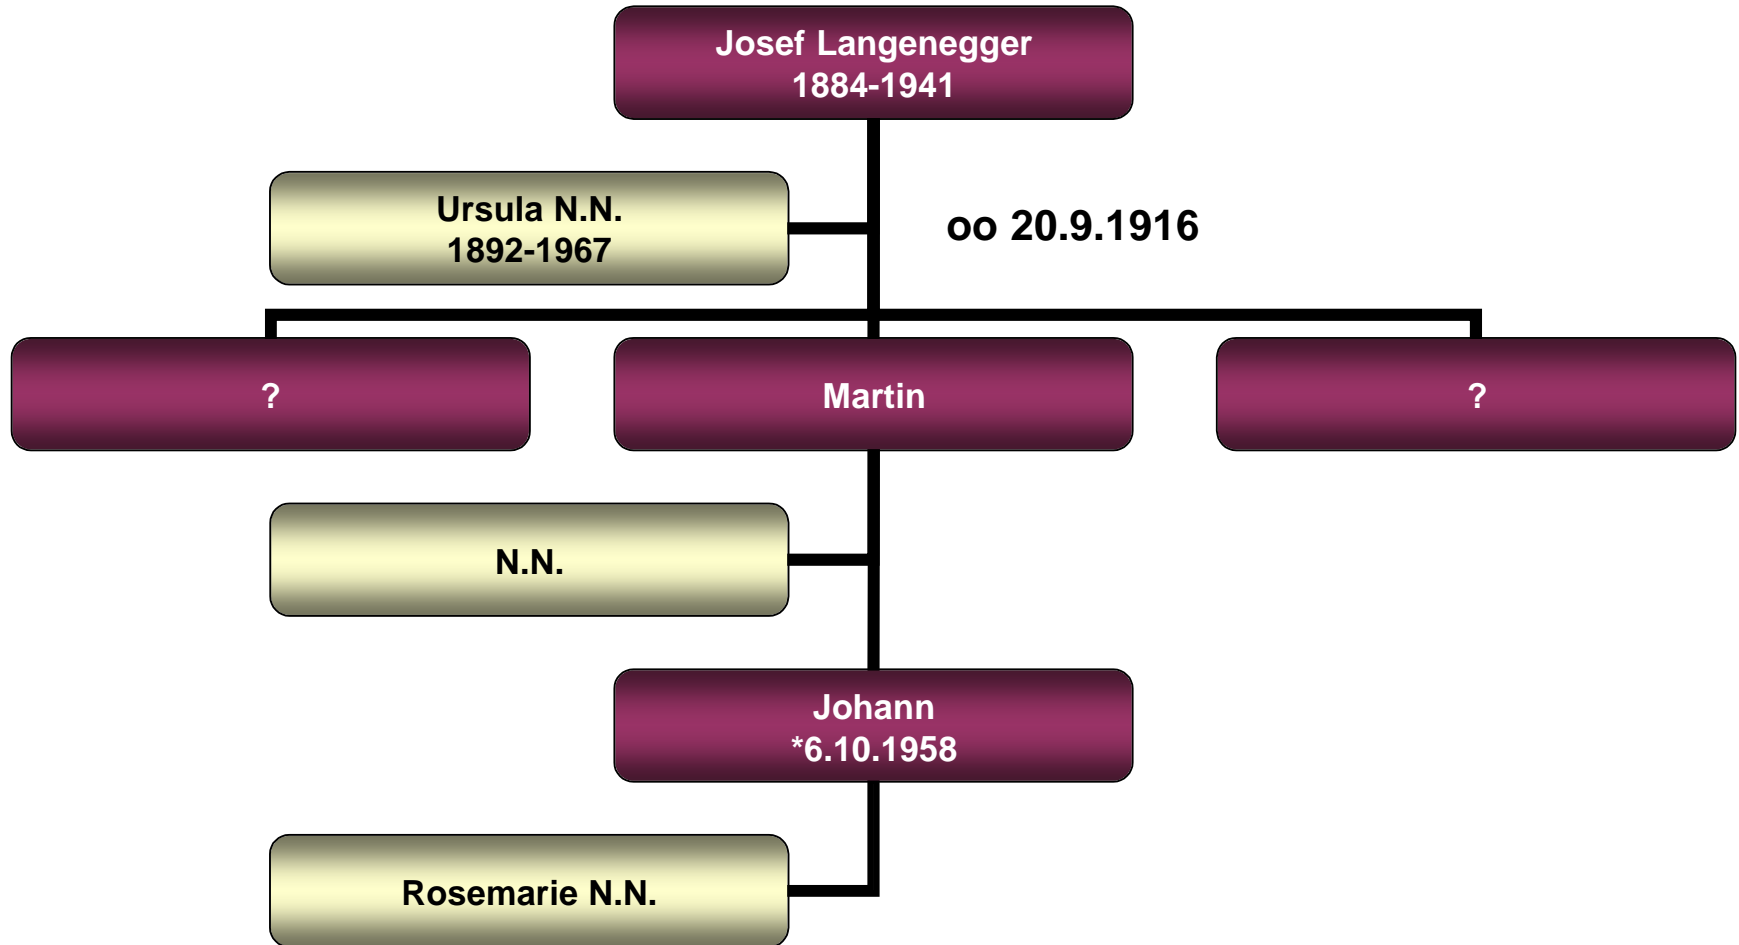 Josef Langenegger
1884-1941
Ursula N.N.
1892-1967
oo 20.9.1916
?
Martin
?
N.N.
Johann
*6.10.1958
Rosemarie N.N.